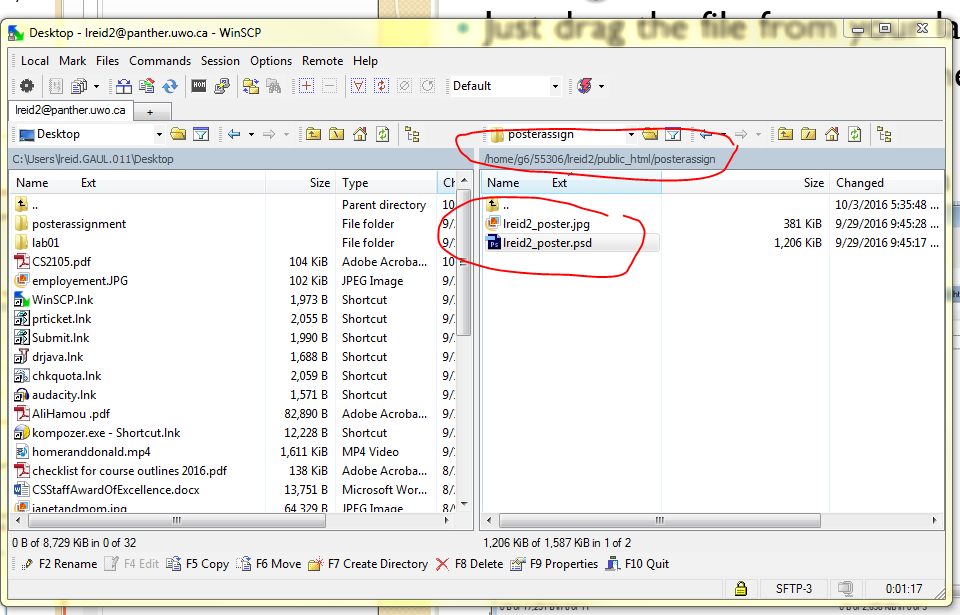 Just drag the file from your la
Desktop - lreid2@panther.uwo.ca - WinSCP
Local Mark Files Commands Session Options Remote Help
Default
lreid2@panther.uwo.ca +
Desktop posterassign
C:\Users\lreid.GAUL.011\Desktop /home/g6/55306/lreid2/public_html/posterassign
Name Ext Size Type Ch Name Ext Size Changed
.. Parent directory 10 .. 10/3/2016 5:35:48 ...
posterassignment File folder 9/ lreid2_poster.jpg 381 KiB 9/29/2016 9:45:28 ...
lab01 File folder 9/ lreid2_poster.psd 1,206 KiB 9/29/2016 9:45:17 ...
CS2105.pdf 104 KiB Adobe Acroba... 10
employement.JPG 102 KiB JPEG Image 9/
WinSCP.lnk 1,973 B Shortcut 9/
prticket.lnk 2,055 B Shortcut 9/
Submit.lnk 1,990 B Shortcut 9/
drjava.lnk 1,688 B Shortcut 9/
chkquota.lnk 2,059 B Shortcut 9/
audacity.lnk 1,571 B Shortcut 9/
AliHamou .pdf 82,890 B Adobe Acroba... 9/
kompozer.exe - Shortcut.lnk 12,228 B Shortcut 9/
homeranddonald.mp4 1,611 KiB MP4 Video 9/
checklist for course outlines 2016.pdf 138 KiB Adobe Acroba... 8/
CSStaffAwardOfExcellence.docx 13,751 B Microsoft Wor... 8/
janetandmom.jpg 64,329 B JPEG Image 8/
0 B of 8,729 KiB in 0 of 32 1,206 KiB of 1,587 KiB in 1 of 2
F2 Rename F4 Edit F5 Copy F6 Move F7 Create Directory F8 Delete F9 Properties F10 Quit
SFTP-3 0:01:17